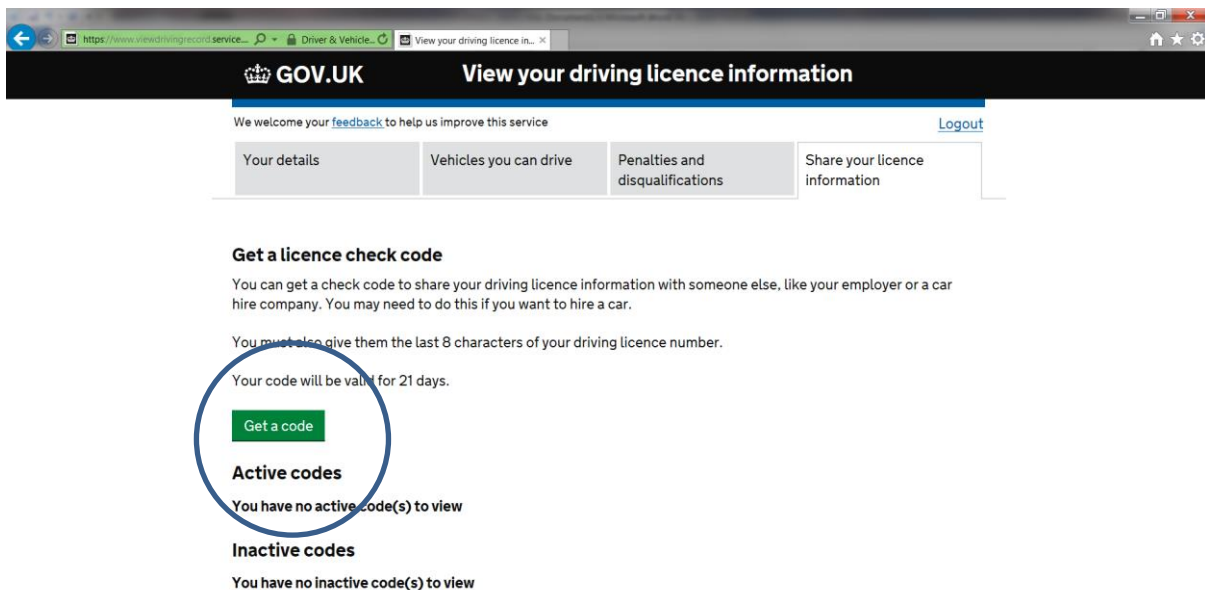 https://www.viewdrivingrecord.service... Driver & Vehicle... View your driving licence in...
GOV.UK View your driving licence information
We welcome your feedback to help us improve this service Logout
Your details Vehicles you can drive Penalties and disqualifications Share your licence information
Get a licence check code
You can get a check code to share your driving licence information with someone else, like your employer or a car
hire company. You may need to do this if you want to hire a car.
You must also give them the last 8 characters of your driving licence number.
Your code will be valid for 21 days.
Get a code
Active codes
You have no active code(s) to view
Inactive codes
You have no inactive code(s) to view